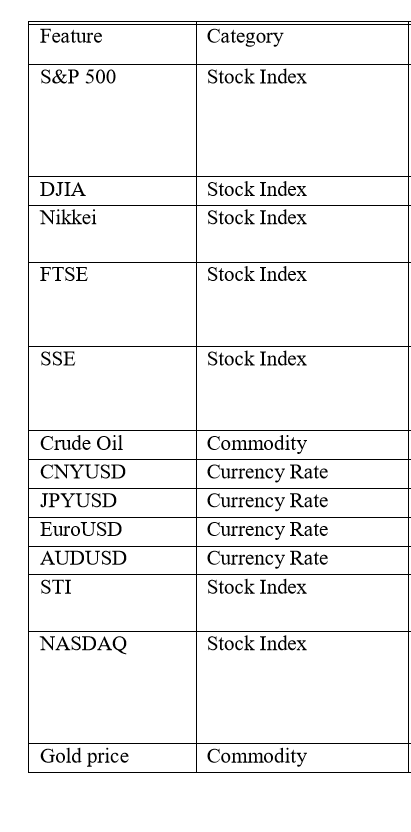 Feature Category
S&P 500 Stock Index
DJIA Stock Index
Nikkei Stock Index
FTSE Stock Index
SSE Stock Index
Crude Oil Commodity
CNYUSD Currency Rate
JPYUSD Currency Rate
EuroUSD Currency Rate
AUDUSD Currency Rate
STI Stock Index
NASDAQ Stock Index
Gold price Commodity